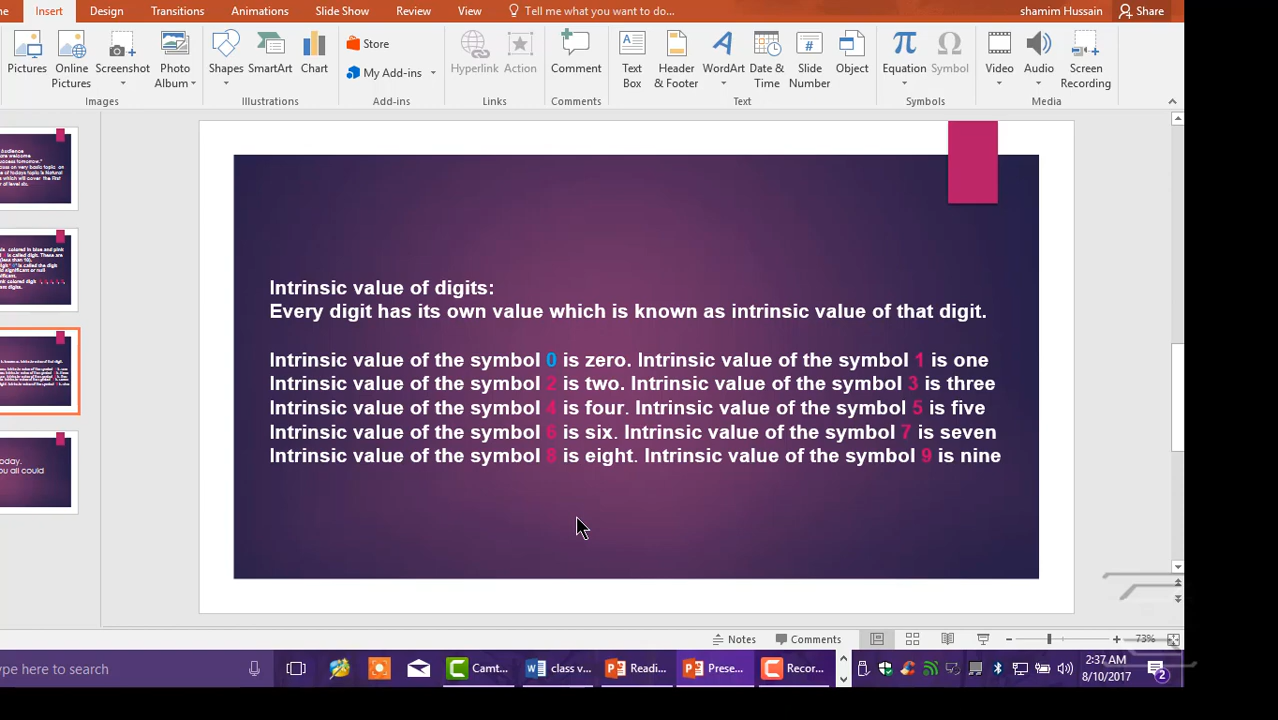 Insert Design Transitions Animations Slide Show Review View Tell me what you want to do... shamim Hussain Share
Pictures Online Pictures Screenshot Photo Album Shapes SmartArt Chart Store My Add-ins Hyperlink Action Comment Text Box Header & Footer WordArt Date & Time Slide Number # Object Equation Symbol Video Audio Screen Recording
Images Illustrations Add-ins Links Comments Text Symbols Media
Intrinsic value of digits:
Every digit has its own value which is known as intrinsic value of that digit.
Intrinsic value of the symbol 0 is zero. Intrinsic value of the symbol 1 is one
Intrinsic value of the symbol 2 is two. Intrinsic value of the symbol 3 is three
Intrinsic value of the symbol 4 is four. Intrinsic value of the symbol 5 is five
Intrinsic value of the symbol 6 is six. Intrinsic value of the symbol 7 is seven
Intrinsic value of the symbol 8 is eight. Intrinsic value of the symbol 9 is nine
Notes Comments 73%
ype here to search Camt... class v... Readi... Prese... Recor... 2:37 AM
8/10/2017 2